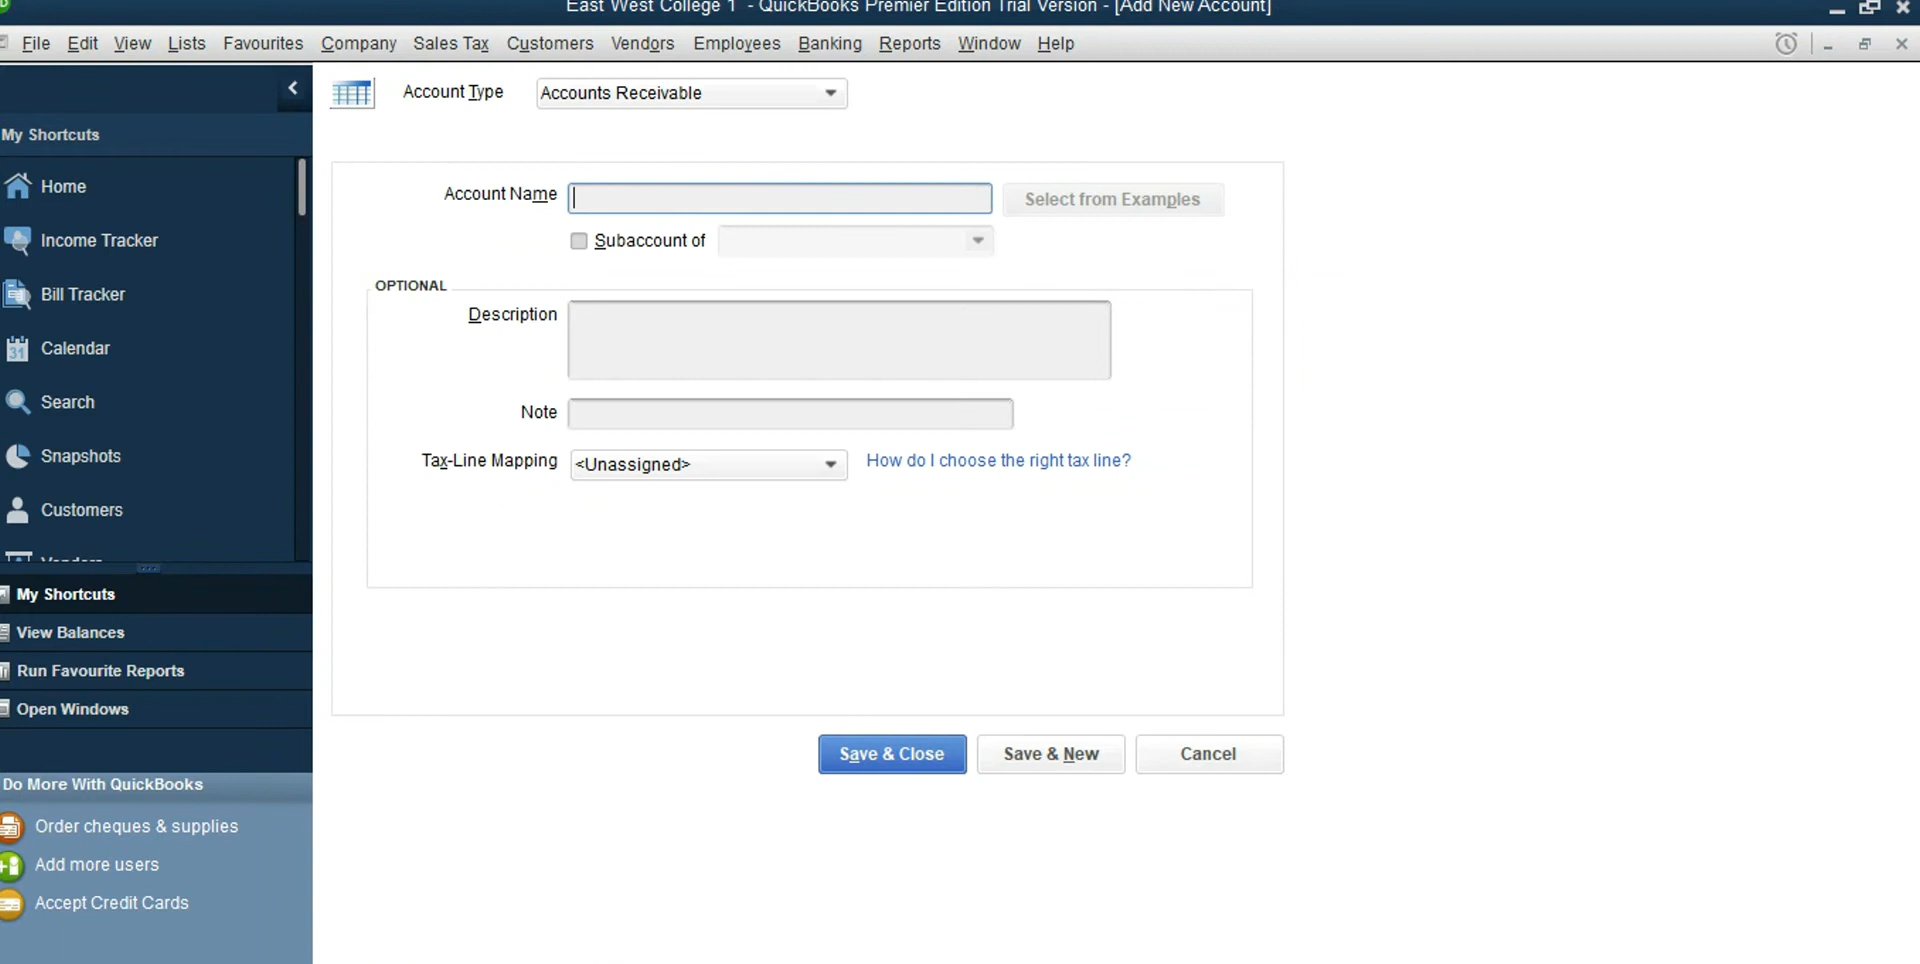 East West College 1 - QuickBooks Premier Edition Trial Version - [Add New Account]
File Edit View Lists Favourites Company Sales Tax Customers Vendors Employees Banking Reports Window Help
Account Type Accounts Receivable
My Shortcuts
Home
Income Tracker
Bill Tracker
Calendar
31
Search
Snapshots
Customers
Vendors
My Shortcuts
View Balances
Run Favourite Reports
Open Windows
Do More With QuickBooks
Order cheques & supplies
Add more users
Accept Credit Cards
Account Name Select from Examples
Subaccount of
OPTIONAL
Description
Note
Tax-Line Mapping <Unassigned> How do I choose the right tax line?
Save & Close Save & New Cancel